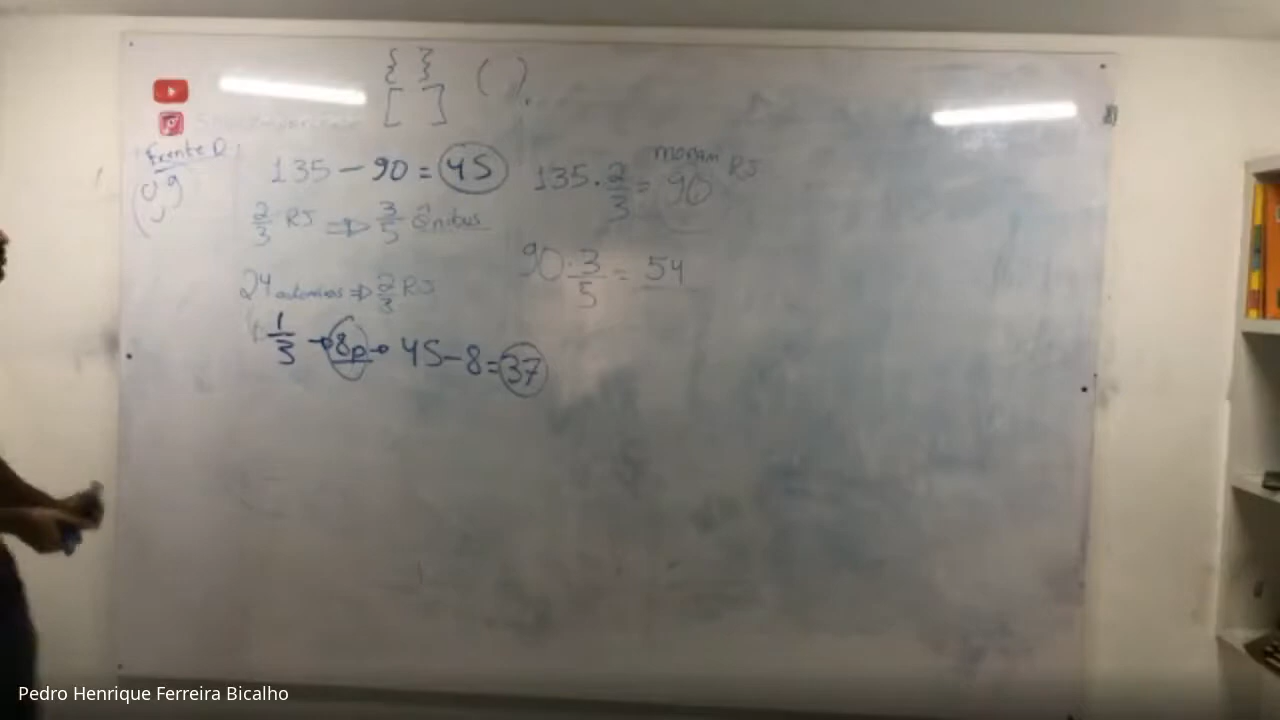 { } ( ).
[ ]
Frente D
09
135 - 90 = 45
2/3 RJ => 3/5 Ônibus
24 => 2/3 RJ
1/3 → 8p → 45 - 8 = 37
moram
135 . 2/3 = 90 RJ
90 . 3/5 = 54
Pedro Henrique Ferreira Bicalho